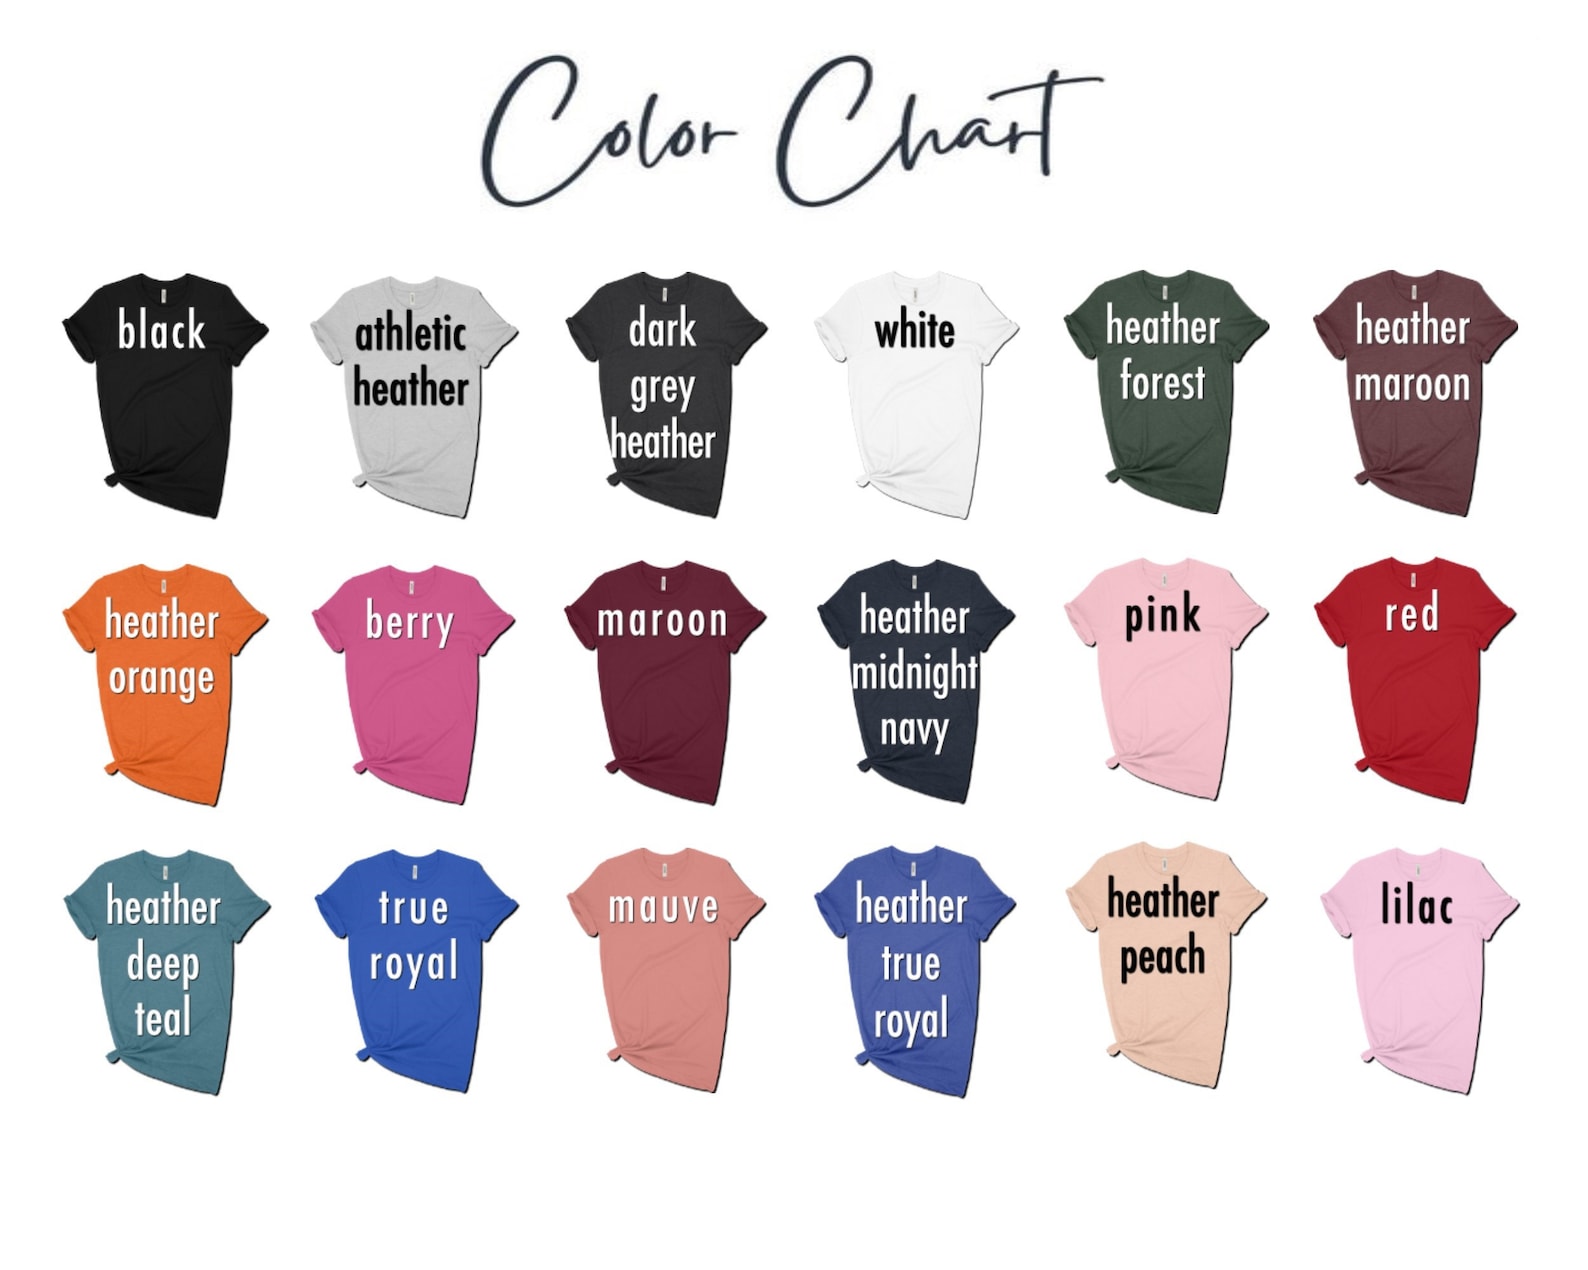 Color Chart
black
athletic
heather
dark
grey
heather
white
heather
forest
heather
maroon
heather
orange
berry
maroon
heather
midnight
navy
pink
red
heather
deep
teal
true
royal
mauve
heather
true
royal
heather
peach
lilac